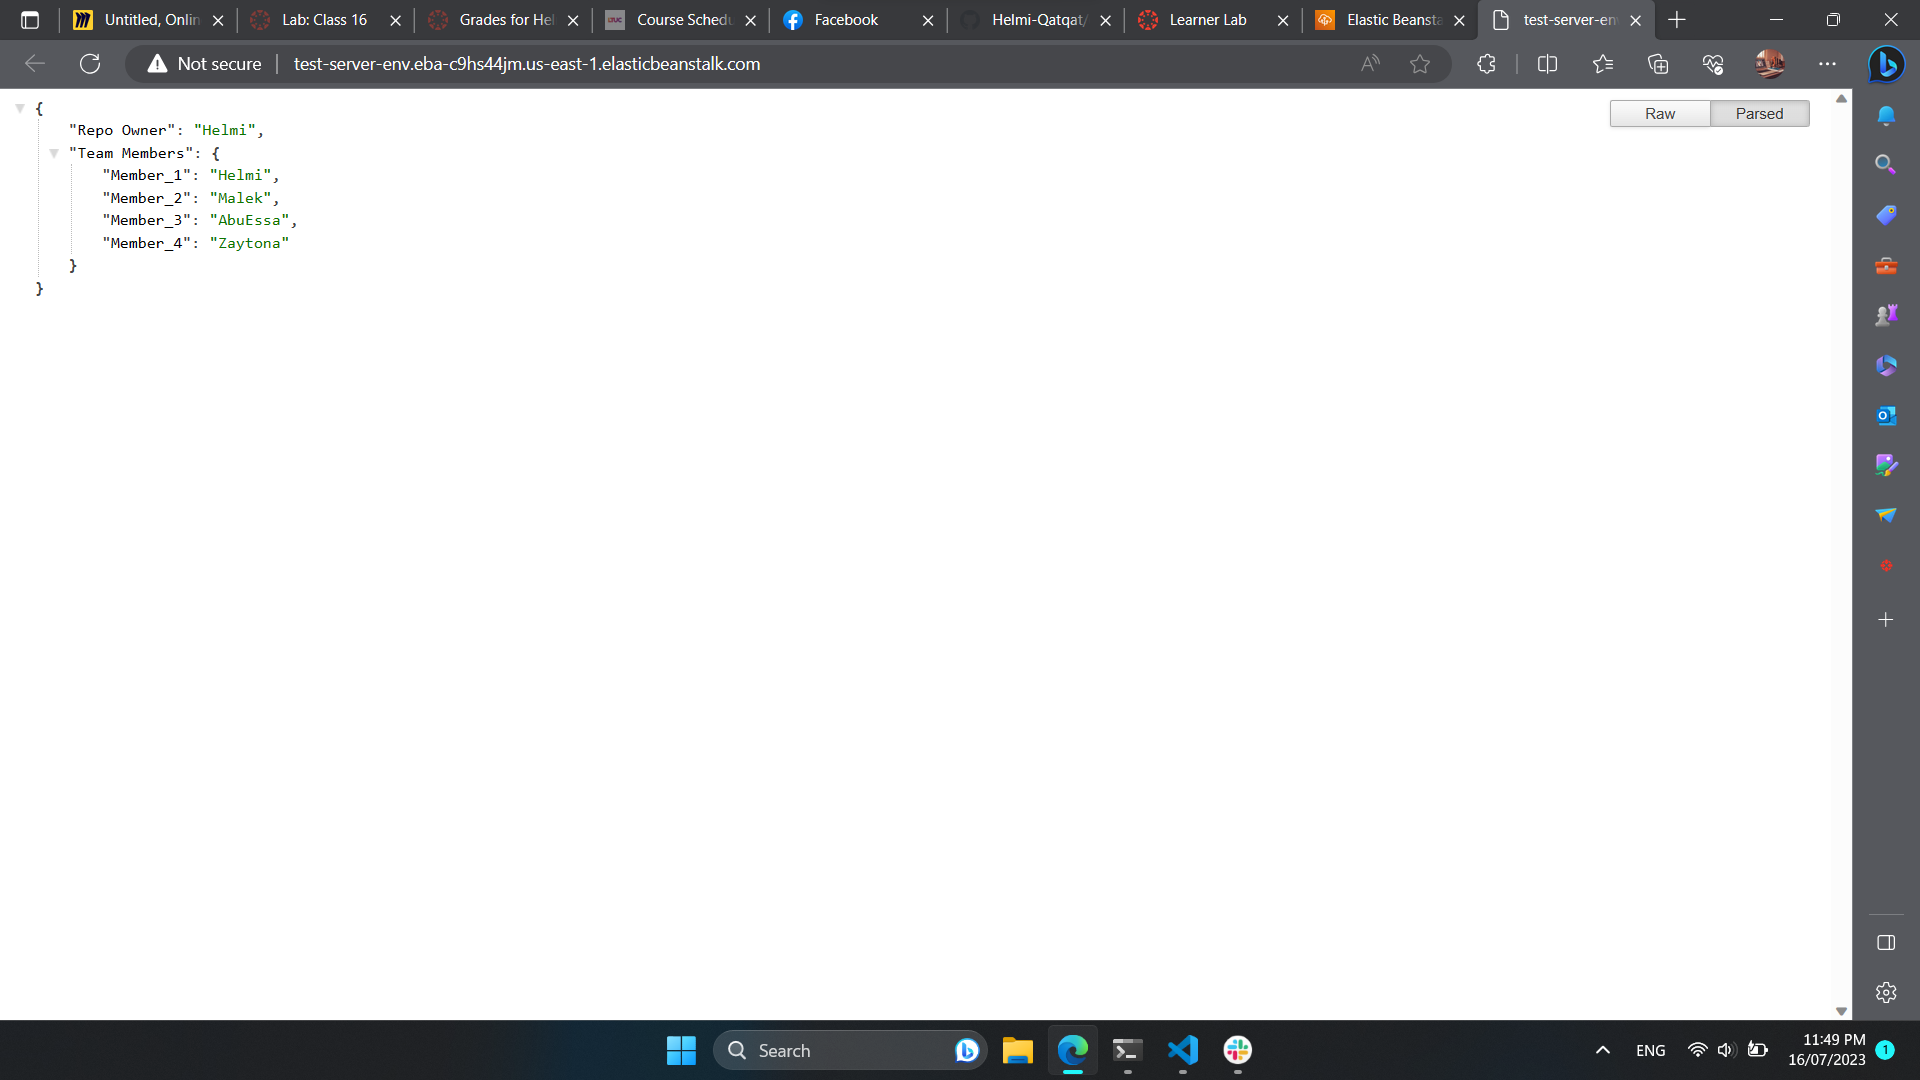 Untitled, Onlin
Lab: Class 16
Grades for Hel
LTUC
Course Schedu
Facebook
Helmi-Qatqat/
Learner Lab
Elastic Beansta
test-server-en
Not secure
test-server-env.eba-c9hs44jm.us-east-1.elasticbeanstalk.com
Raw
Parsed
{
"Repo Owner": "Helmi",
"Team Members": {
"Member_1": "Helmi",
"Member_2": "Malek",
"Member_3": "AbuEssa",
"Member_4": "Zaytona"
}
}
Search
ENG
11:49 PM
16/07/2023
1